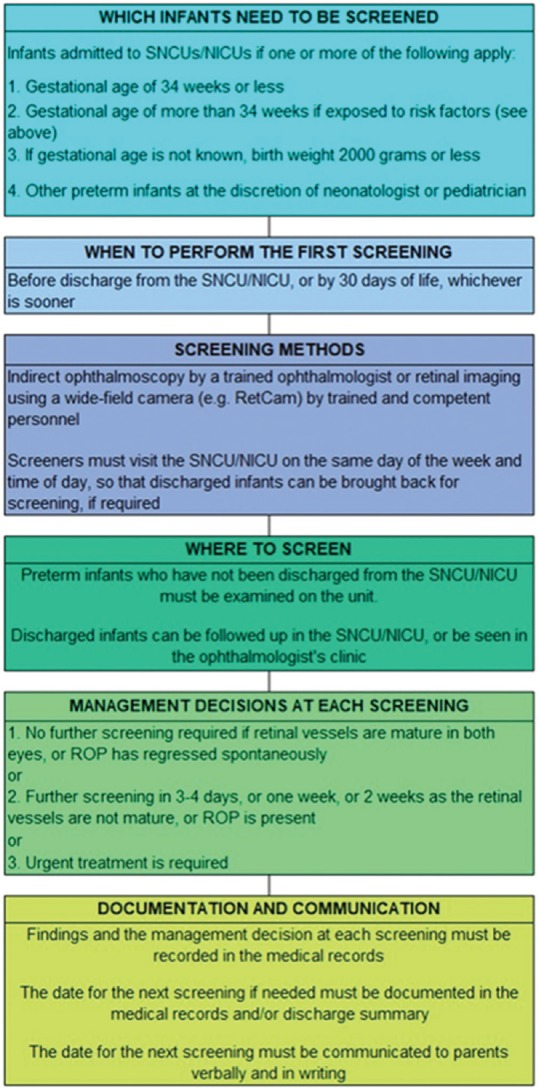 WHICH INFANTS NEED TO BE SCREENED
Infants admitted to SNCUs/NICUs if one or more of the following apply:
1. Gestational age of 34 weeks or less
2. Gestational age of more than 34 weeks if exposed to risk factors (see
above)
3. If gestational age is not known, birth weight 2000 grams or less
4. Other preterm infants at the discretion of neonatologist or pediatrician
WHEN TO PERFORM THE FIRST SCREENING
Before discharge from the SNCU/NICU, or by 30 days of life, whichever
is sooner
SCREENING METHODS
Indirect ophthalmoscopy by a trained ophthalmologist or retinal imaging
using a wide-field camera (e.g. RetCam) by trained and competent
personnel
Screeners must visit the SNCU/NICU on the same day of the week and
time of day, so that discharged infants can be brought back for
screening, if required
WHERE TO SCREEN
Preterm infants who have not been discharged from the SNCU/NICU
must be examined on the unit.
Discharged infants can be followed up in the SNCU/NICU, or be seen in
the ophthalmologist's clinic
MANAGEMENT DECISIONS AT EACH SCREENING
1. No further screening required if retinal vessels are mature in both
eyes, or ROP has regressed spontaneously
or
2. Further screening in 3-4 days, or one week, or 2 weeks as the retinal
vessels are not mature, or ROP is present
or
3. Urgent treatment is required
DOCUMENTATION AND COMMUNICATION
Findings and the management decision at each screening must be
recorded in the medical records
The date for the next screening if needed must be documented in the
medical records and/or discharge summary
The date for the next screening must be communicated to parents
verbally and in writing